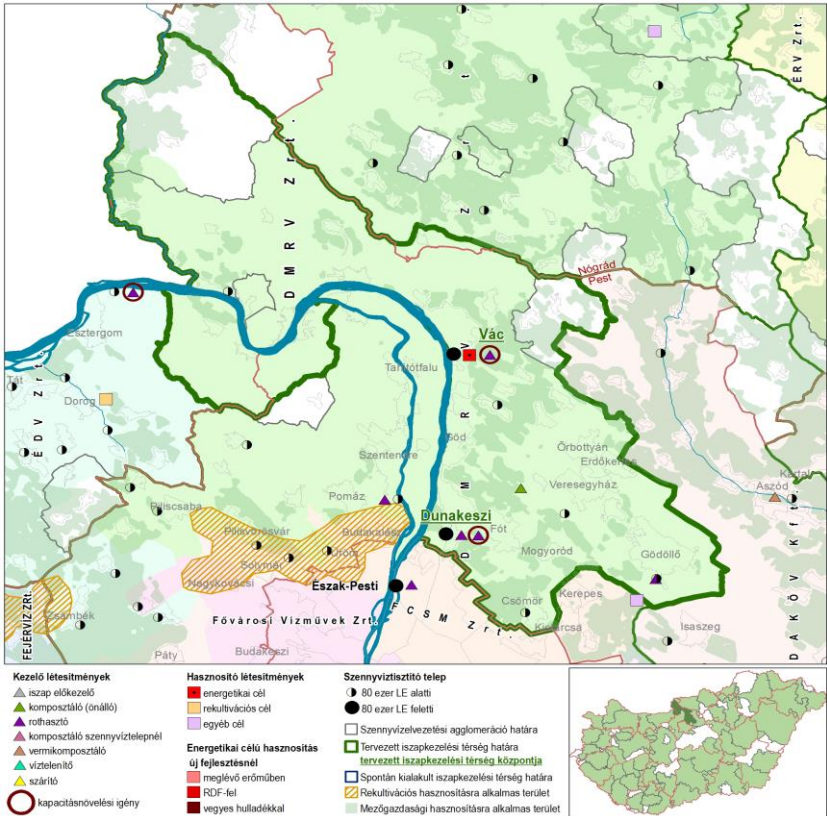 ÉRV Zrt.
DMRV Zrt.
Nógrád
Pest
Esztergom
Vác
Tát
Tahitótfalu
Dorog
ÉDV Zrt.
DMRV
Göd
Szentendre
Őrbottyán
Erdőkertes
Veresegyház
Kartal
Aszód
Pomáz
Piliscsaba
Dunakeszi
Pilisvörösvár
Budakalász
Fót
Üröm
Solymár
Mogyoród
Gödöllő
Nagykovácsi
Észak-Pesti
Zsámbék
Csömör
Kerepes
FCSM Zrt.
Fővárosi Vízművek Zrt.
Kistarcsa
Isaszeg
FEJÉRVÍZ ZRt.
Páty
Budakeszi
DAKÖV Kft.
Kezelő létesítmények
iszap előkezelő
komposztáló (önálló)
rothasztó
komposztáló szennyvíztelepnél
vermikomposztáló
víztelenítő
szárító
kapacitásnövelési igény
Hasznosító létesítmények
energetikai cél
rekultivációs cél
egyéb cél
Energetikai célú hasznosítás
új fejlesztésnél
meglévő erőműben
RDF-fel
vegyes hulladékkal
Szennyvíztisztító telep
80 ezer LE alatti
80 ezer LE feletti
Szennyvízelvezetési agglomeráció határa
Tervezett iszapkezelési térség határa
tervezett iszapkezelési térség központja
Spontán kialakult iszapkezelési térség határa
Rekultivációs hasznosításra alkalmas terület
Mezőgazdasági hasznosításra alkalmas terület